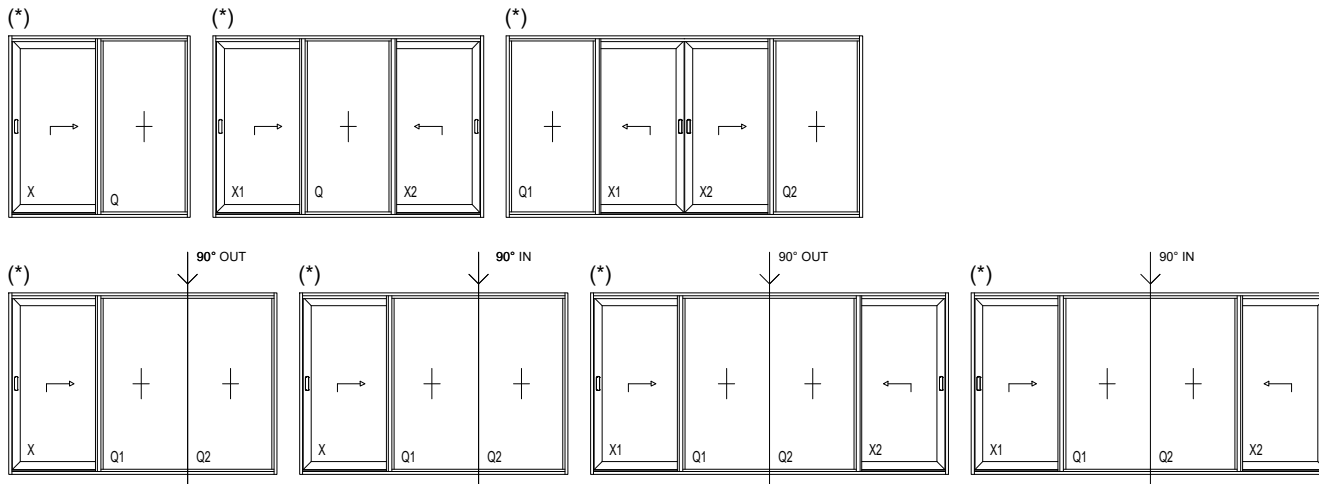 (*) (*) (*)
X Q X1 Q X2 Q1 X1 X2 Q2
90° OUT 90° IN 90° OUT 90° IN
(*) (*) (*) (*)
X Q1 Q2 X Q1 Q2 X1 Q1 Q2 X2 X1 Q1 Q2 X2